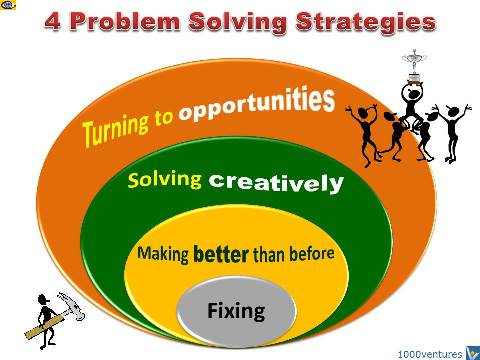 4 Problem Solving Strategies
Turning to opportunities
Solving creatively
Making better than before
Fixing
1000ventures